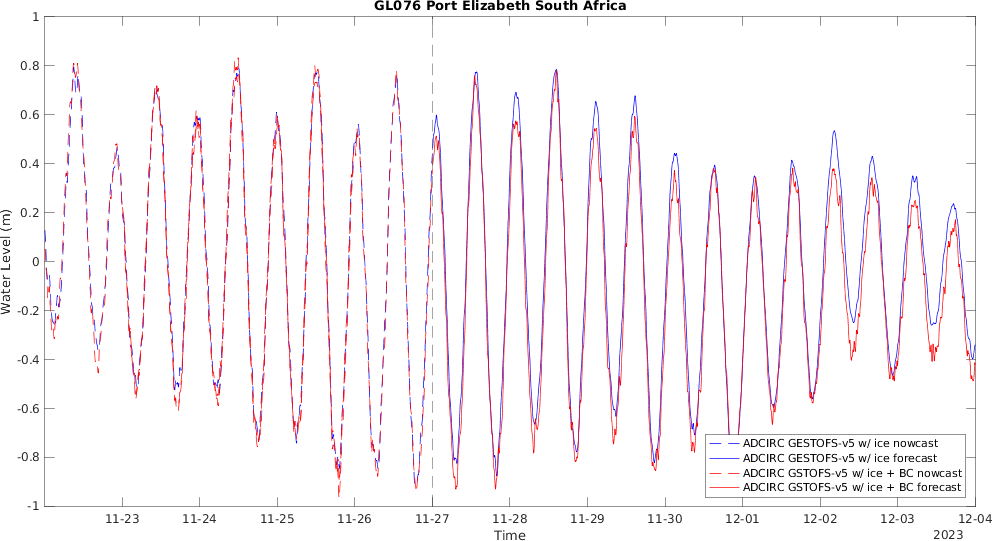 GL076 Port Elizabeth South Africa
1
0.8
0.6
0.4
0.2
0
-0.2
-0.4
-0.6
-0.8
-1
Water Level (m)
ADCIRC GESTOFS-v5 w/ ice nowcast
ADCIRC GESTOFS-v5 w/ ice forecast
ADCIRC GSTOFS-v5 w/ ice + BC nowcast
ADCIRC GSTOFS-v5 w/ ice + BC forecast
11-23 11-24 11-25 11-26 11-27 11-28 11-29 11-30 12-01 12-02 12-03 12-04
Time
2023